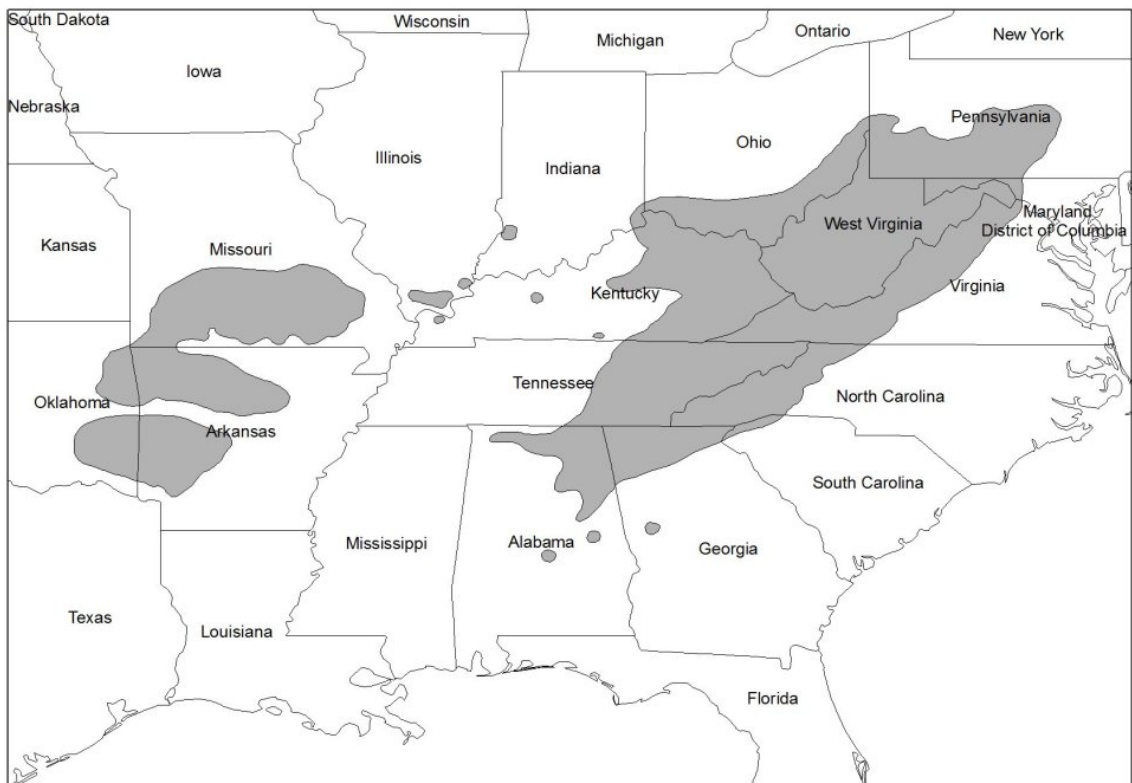 South Dakota
Wisconsin
Michigan
Ontario
New York
Iowa
Nebraska
Pennsylvania
Illinois
Indiana
Ohio
Kansas
Missouri
West Virginia
Maryland
District of Columbia
Kentucky
Virginia
Tennessee
Oklahoma
Arkansas
North Carolina
South Carolina
Mississippi
Alabama
Georgia
Texas
Louisiana
Florida